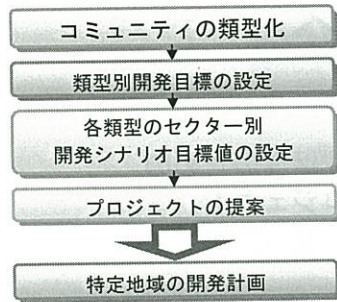 コミュニティの類型化
類型別開発目標の設定
各類型のセクター別
開発シナリオ目標値の設定
プロジェクトの提案
特定地域の開発計画